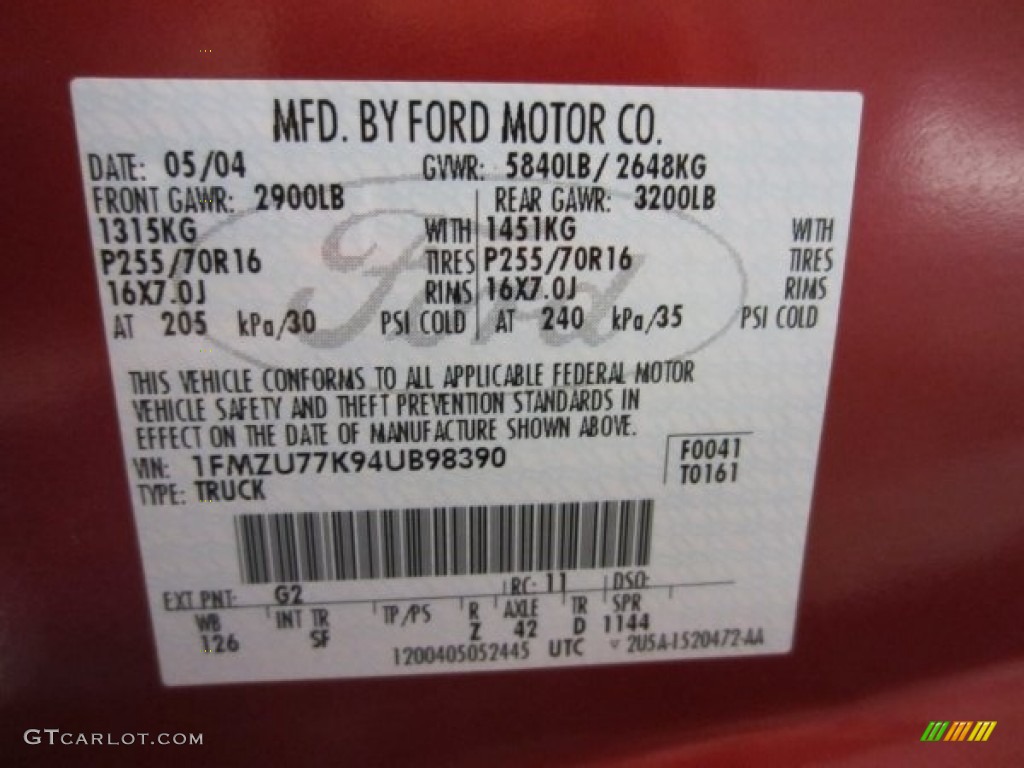 MFD. BY FORD MOTOR CO.
DATE: 05/04 GVWR: 5840LB/ 2648KG
FRONT GAWR: 2900LB REAR GAWR: 3200LB
1315KG WITH 1451KG WITH
P255/70R16 TIRES P255/70R16 TIRES
16X7.0J RIMS 16X7.0J RIMS
AT 205 kPa/30 PSI COLD AT 240 kPa/35 PSI COLD
Ford
THIS VEHICLE CONFORMS TO ALL APPLICABLE FEDERAL MOTOR
VEHICLE SAFETY AND THEFT PREVENTION STANDARDS IN
EFFECT ON THE DATE OF MANUFACTURE SHOWN ABOVE.
VIN: 1FMZU77K94UB98390 F0041
TYPE: TRUCK T0161
EXT PNT: G2 RC: 11 DSO:
WB INT TR TP/PS R AXLE TR SPR
126 SF Z 42 D 1144
1200405052445 UTC 2U5A-1520472-AA
GTCARLOT.COM